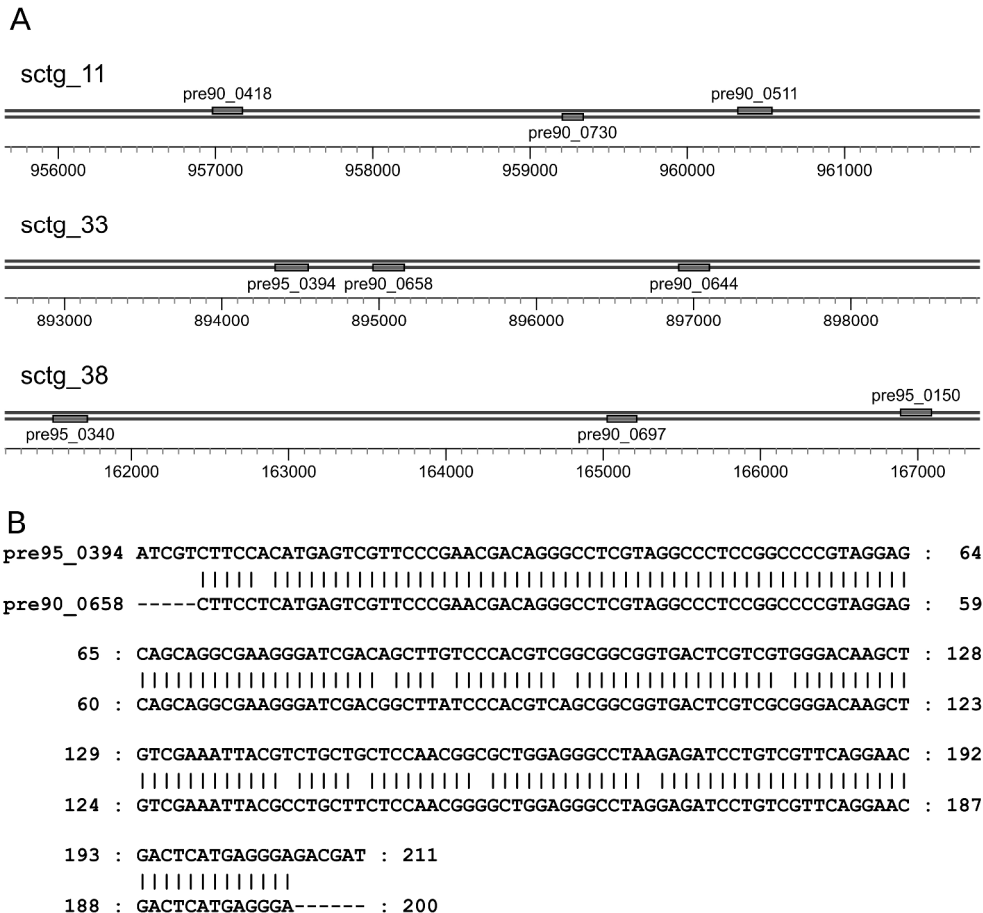 A
sctg_11
pre90_0418 pre90_0511
pre90_0730
956000 957000 958000 959000 960000 961000
sctg_33
pre95_0394 pre90_0658 pre90_0644
893000 894000 895000 896000 897000 898000
sctg_38
pre95_0150
pre95_0340 pre90_0697
162000 163000 164000 165000 166000 167000
B
pre95_0394 ATCGTCTTCCACATGAGTCGTTCCCGAACGACAGGGCCTCGTAGGCCCTCCGGCCCCGTAGGAG : 64
pre90_0658 -----CTTCCTCATGAGTCGTTCCCGAACGACAGGGCCTCGTAGGCCCTCCGGCCCCGTAGGAG : 59
65 : CAGCAGGCGAAGGGATCGACAGCTTGTCCCACGTCGGCGGCGGTGACTCGTCGTGGGACAAGCT : 128
60 : CAGCAGGCGAAGGGATCGACGGCTTATCCCACGTCAGCGGCGGTGACTCGTCGCGGGACAAGCT : 123
129 : GTCGAAATTACGTCTGCTGCTCCAACGGCGCTGGAGGGCCTAAGAGATCCTGTCGTTCAGGAAC : 192
124 : GTCGAAATTACGCCTGCTTCTCCAACGGGGCTGGAGGGCCTAGGAGATCCTGTCGTTCAGGAAC : 187
193 : GACTCATGAGGGAGACGAT : 211
188 : GACTCATGAGGGA------ : 200